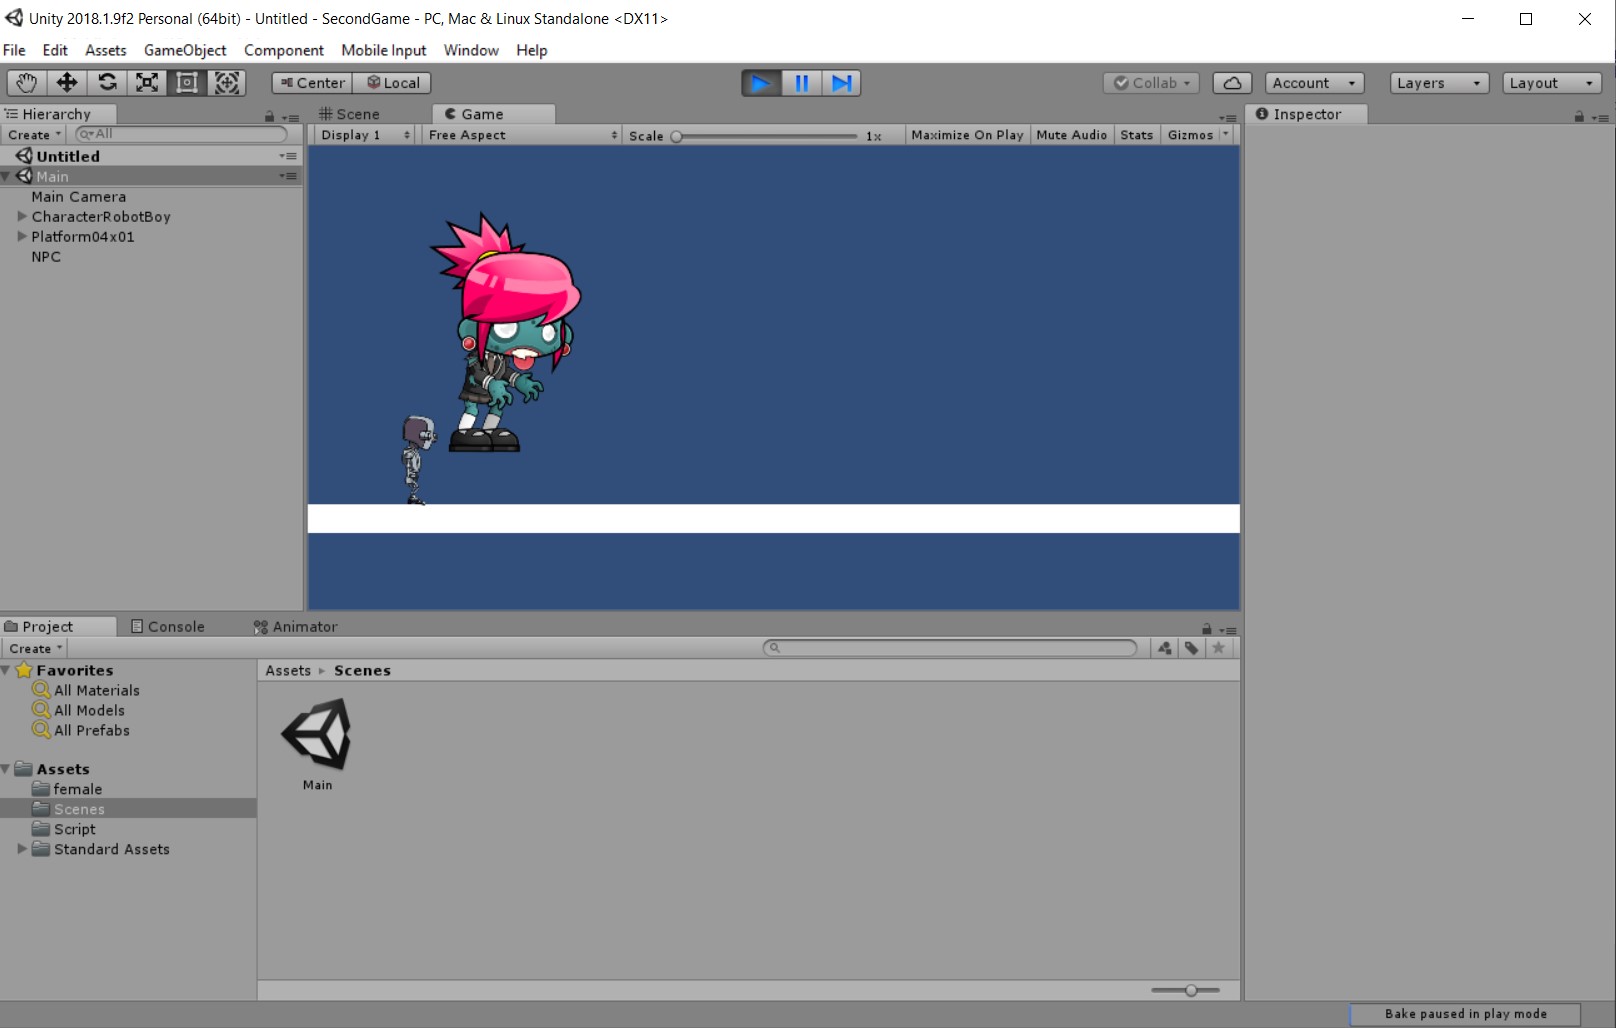 Unity 2018.1.9f2 Personal (64bit) - Untitled - SecondGame - PC, Mac & Linux Standalone <DX11>
File Edit Assets GameObject Component Mobile Input Window Help
Center Local Collab Account Layers Layout
Hierarchy Scene Game Inspector
Create All Display 1 Free Aspect Scale 1x Maximize On Play Mute Audio Stats Gizmos
Untitled
Main
Main Camera
CharacterRobotBoy
Platform04x01
NPC
Project Console Animator
Create
Favorites Assets Scenes
All Materials
All Models
All Prefabs
Assets
female
Scenes
Script
Standard Assets
Main
Bake paused in play mode